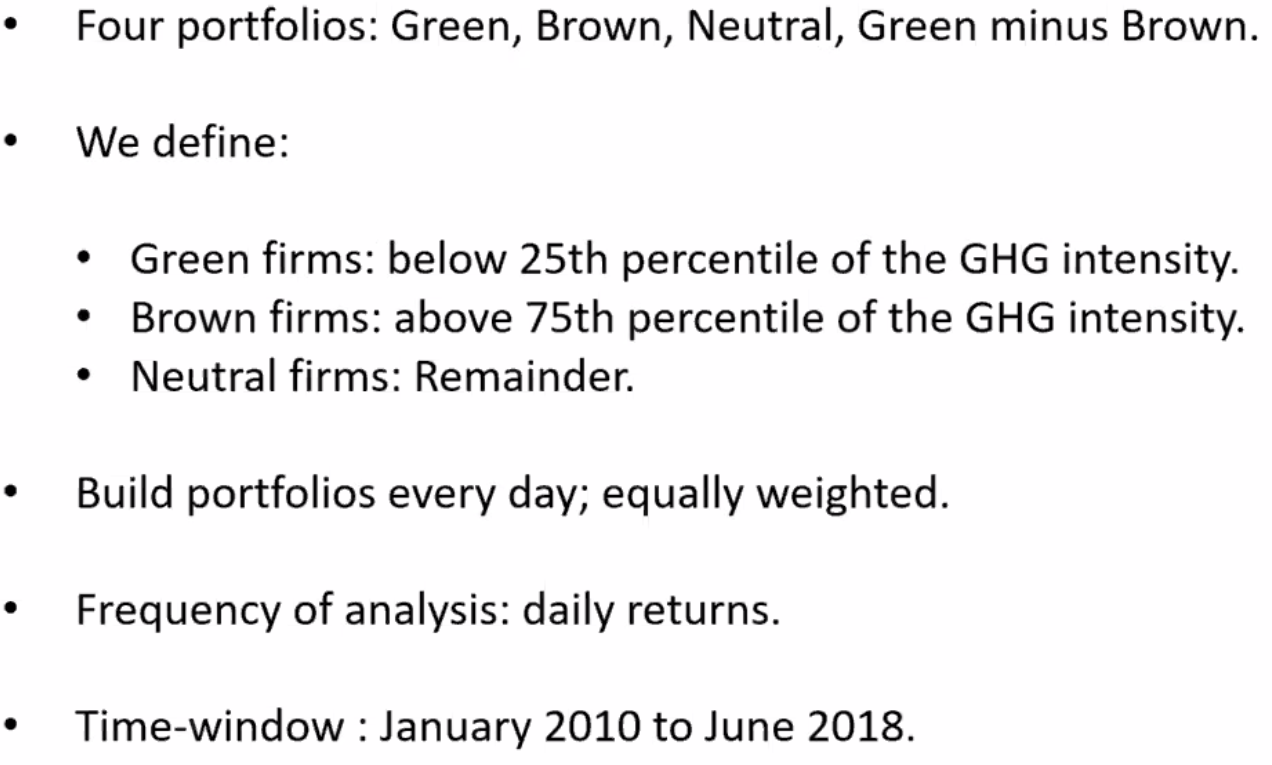 • Four portfolios: Green, Brown, Neutral, Green minus Brown.
• We define:
• Green firms: below 25th percentile of the GHG intensity.
• Brown firms: above 75th percentile of the GHG intensity.
• Neutral firms: Remainder.
• Build portfolios every day; equally weighted.
• Frequency of analysis: daily returns.
• Time-window : January 2010 to June 2018.